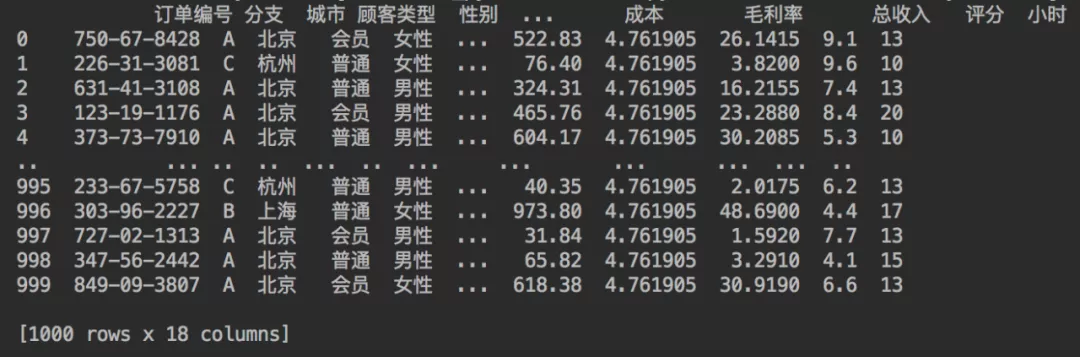 订单编号 分支 城市 顾客类型 性别 ... 成本 毛利率 总收入 评分 小时
0 750-67-8428 A 北京 会员 女性 ... 522.83 4.761905 26.1415 9.1 13
1 226-31-3081 C 杭州 普通 女性 ... 76.40 4.761905 3.8200 9.6 10
2 631-41-3108 A 北京 普通 男性 ... 324.31 4.761905 16.2155 7.4 13
3 123-19-1176 A 北京 会员 男性 ... 465.76 4.761905 23.2880 8.4 20
4 373-73-7910 A 北京 普通 男性 ... 604.17 4.761905 30.2085 5.3 10
.. ... .. .. ... .. ... ... ... ... ... ..
995 233-67-5758 C 杭州 普通 男性 ... 40.35 4.761905 2.0175 6.2 13
996 303-96-2227 B 上海 普通 女性 ... 973.80 4.761905 48.6900 4.4 17
997 727-02-1313 A 北京 会员 男性 ... 31.84 4.761905 1.5920 7.7 13
998 347-56-2442 A 北京 普通 男性 ... 65.82 4.761905 3.2910 4.1 15
999 849-09-3807 A 北京 会员 女性 ... 618.38 4.761905 30.9190 6.6 13
[1000 rows x 18 columns]